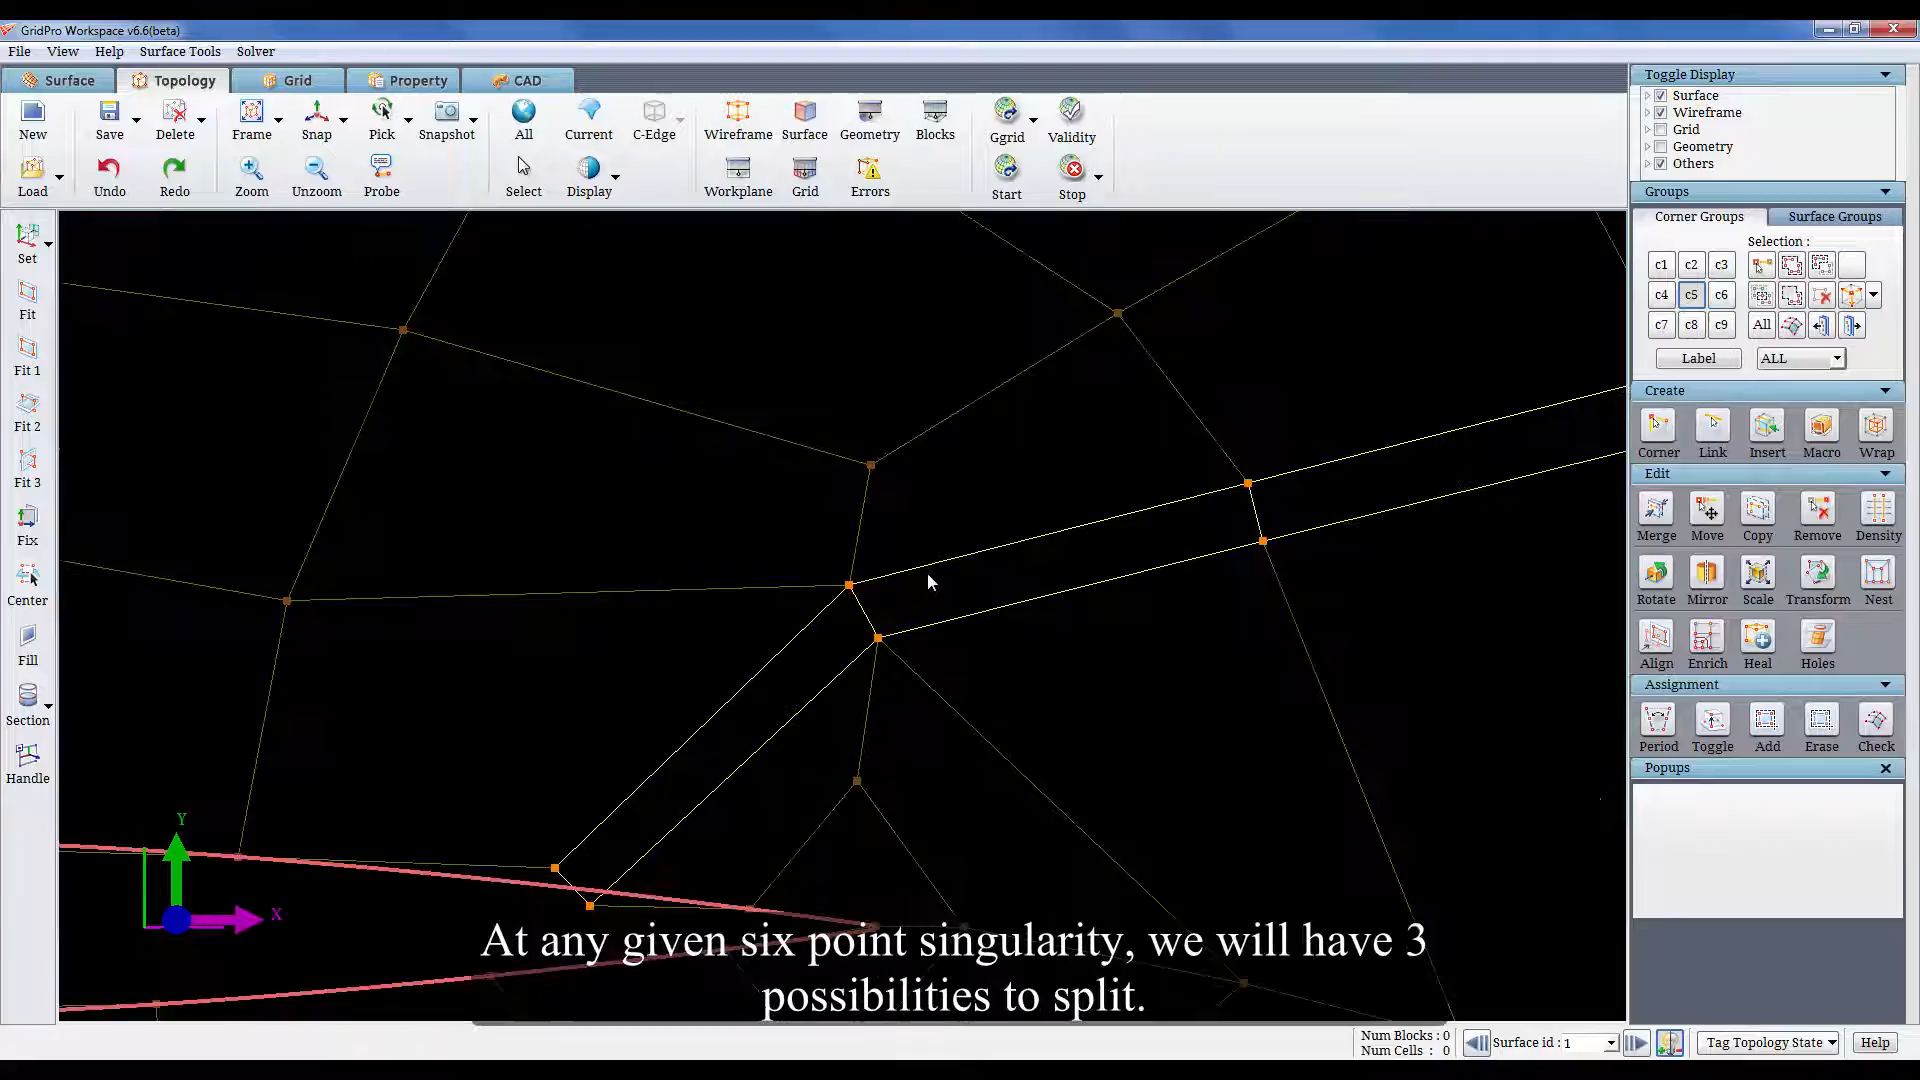 GridPro Workspace v6.6(beta)
File View Help Surface Tools Solver
Surface Topology Grid Property CAD
New Save Delete Frame Snap Pick Snapshot All Current C-Edge Wireframe Surface Geometry Blocks Ggrid Validity
Load Undo Redo Zoom Unzoom Probe Select Display Workplane Grid Errors Start Stop
Set
Fit
Fit 1
Fit 2
Fit 3
Fix
Center
Fill
Section
Handle
Y
X
At any given six point singularity, we will have 3
possibilities to split.
Toggle Display
Surface
Wireframe
Grid
Geometry
Others
Groups
Corner Groups Surface Groups
Selection :
c1 c2 c3
c4 c5 c6
c7 c8 c9 All
Label ALL
Create
Corner Link Insert Macro Wrap
Edit
Merge Move Copy Remove Density
Rotate Mirror Scale Transform Nest
Align Enrich Heal Holes
Assignment
Period Toggle Add Erase Check
Popups
Num Blocks : 0
Num Cells : 0
Surface id : 1 Tag Topology State Help